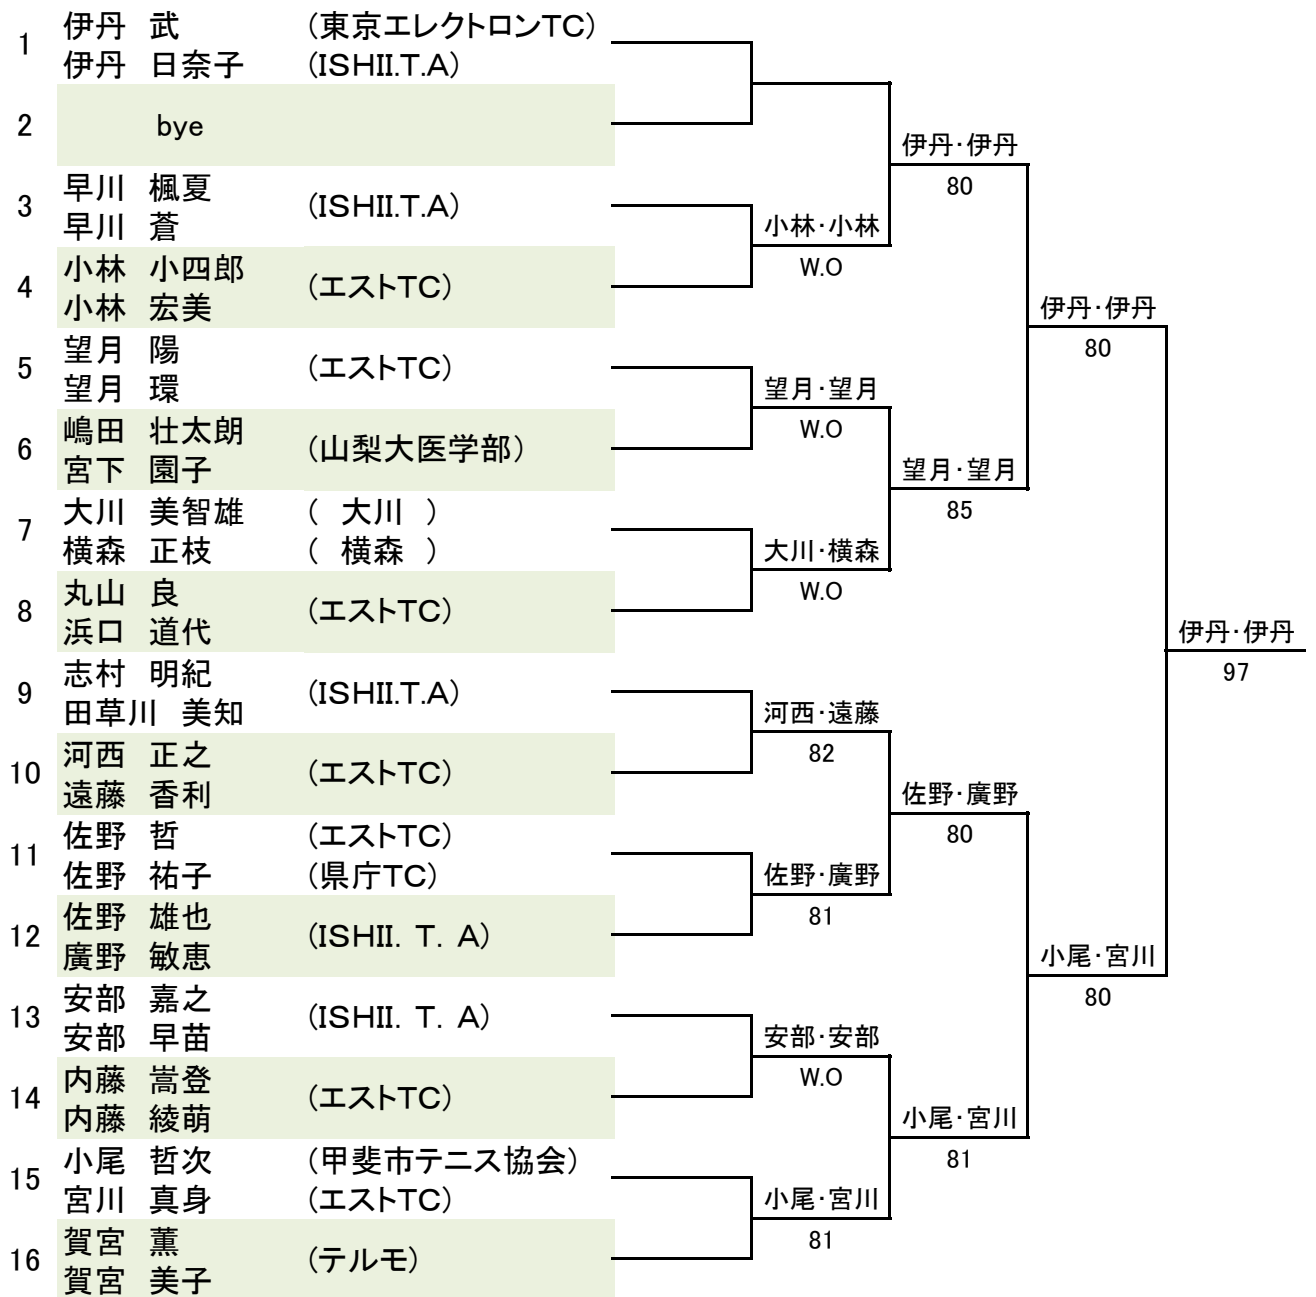 1 伊丹 武 (東京エレクトロンTC)
伊丹 日奈子 (ISHII.T.A)
2 bye
3 早川 楓夏 (ISHII.T.A)
早川 蒼
4 小林 小四郎 (エストTC)
小林 宏美
5 望月 陽 (エストTC)
望月 環
6 嶋田 壮太朗 (山梨大医学部)
宮下 園子
7 大川 美智雄 ( 大川 )
横森 正枝 ( 横森 )
8 丸山 良 (エストTC)
浜口 道代
9 志村 明紀 (ISHII.T.A)
田草川 美知
10 河西 正之 (エストTC)
遠藤 香利
11 佐野 哲 (エストTC)
佐野 祐子 (県庁TC)
12 佐野 雄也 (ISHII. T. A)
廣野 敏恵
13 安部 嘉之 (ISHII. T. A)
安部 早苗
14 内藤 嵩登 (エストTC)
内藤 綾萌
15 小尾 哲次 (甲斐市テニス協会)
宮川 真身 (エストTC)
16 賀宮 薫 (テルモ)
賀宮 美子
小林・小林
W.O
望月・望月
W.O
大川・横森
W.O
河西・遠藤
82
佐野・廣野
81
安部・安部
W.O
小尾・宮川
81
伊丹・伊丹
80
望月・望月
85
佐野・廣野
80
小尾・宮川
81
伊丹・伊丹
80
小尾・宮川
80
伊丹・伊丹
97